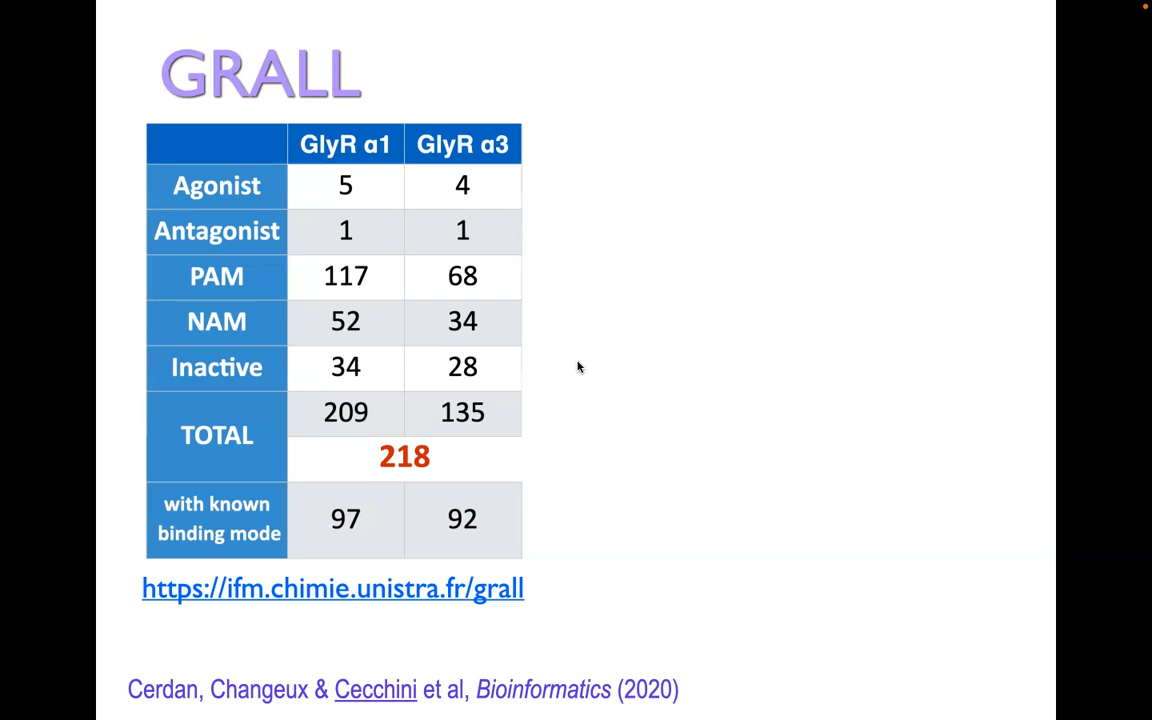 GRALL
GlyR α1 GlyR α3
Agonist 5 4
Antagonist 1 1
PAM 117 68
NAM 52 34
Inactive 34 28
TOTAL 209 135
218
with known binding mode 97 92
https://ifm.chimie.unistra.fr/grall
Cerdan, Changeux & Cecchini et al, Bioinformatics (2020)